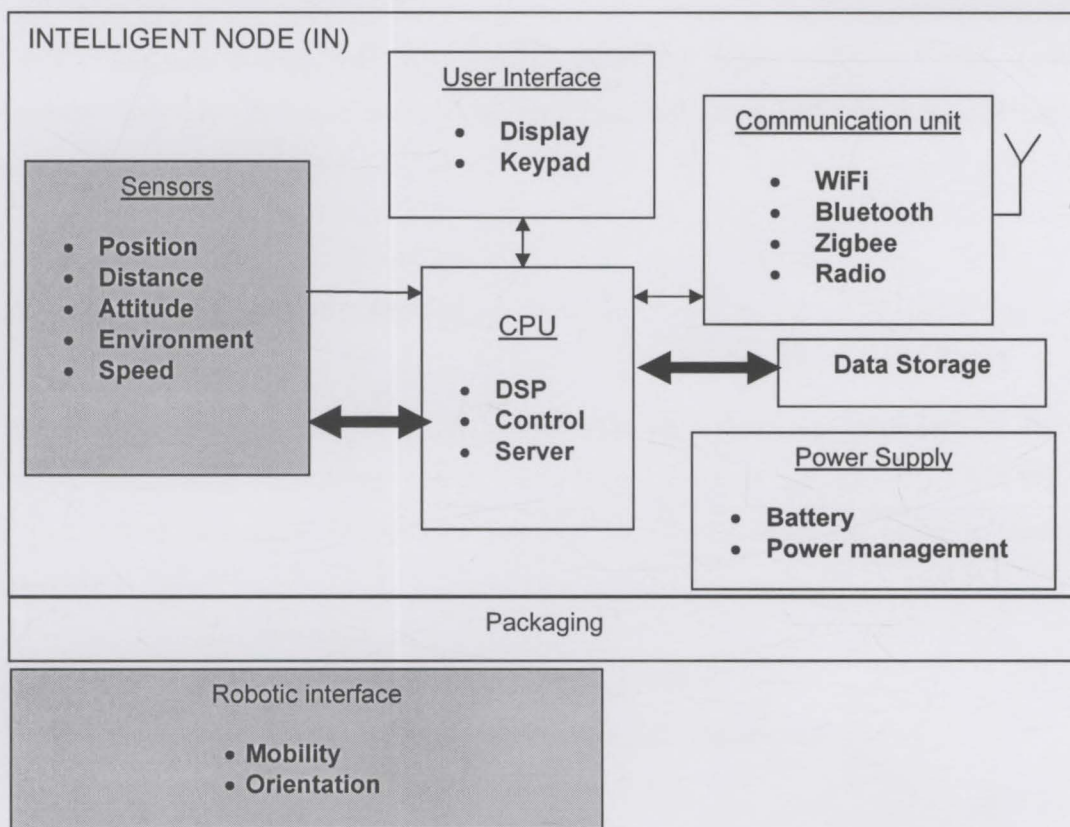 INTELLIGENT NODE (IN)
User Interface
• Display
• Keypad
Communication unit
• WiFi
• Bluetooth
• Zigbee
• Radio
Sensors
• Position
• Distance
• Attitude
• Environment
• Speed
CPU
• DSP
• Control
• Server
Data Storage
Power Supply
• Battery
• Power management
Packaging
Robotic interface
• Mobility
• Orientation